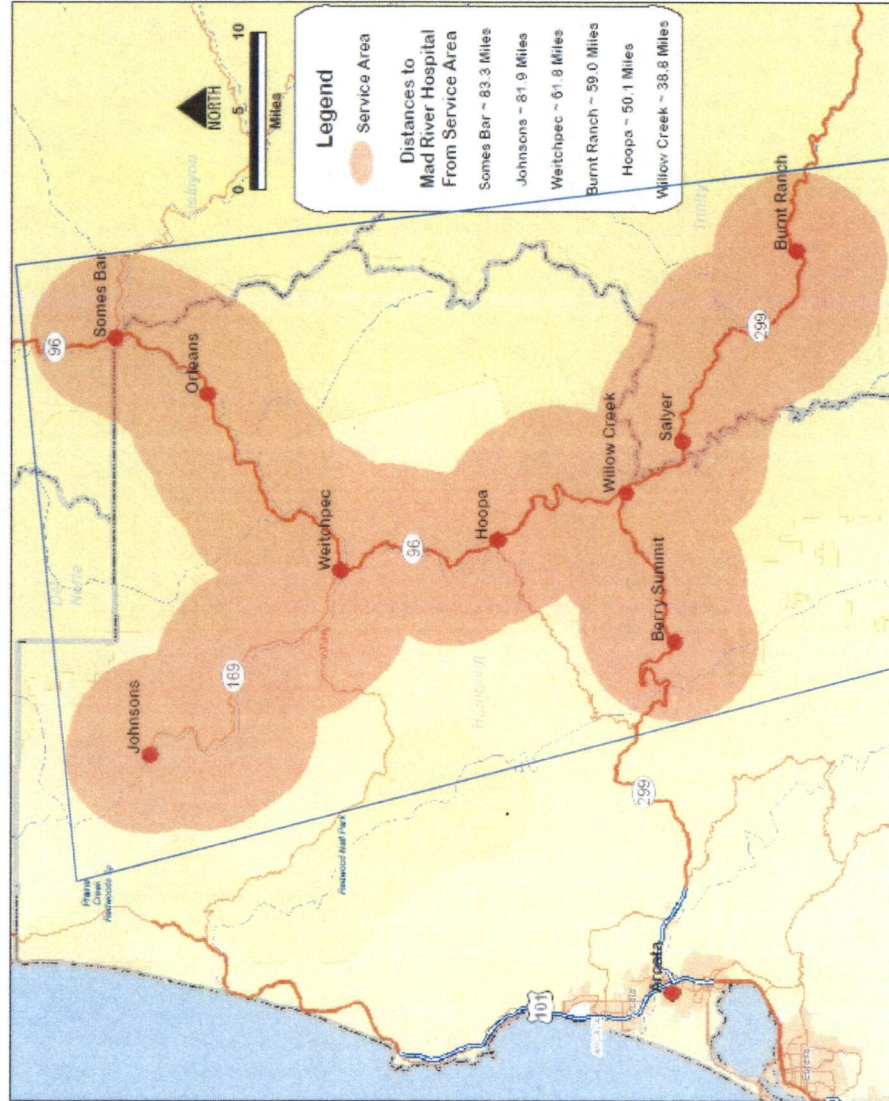 NORTH
0 5 10
Miles
Legend
Service Area
Distances to
Mad River Hospital
From Service Area
Somes Bar ~ 83.3 Miles
Johnsons ~ 81.9 Miles
Weitchpec ~ 61.8 Miles
Burnt Ranch ~ 59.0 Miles
Hoopa ~ 50.1 Miles
Willow Creek ~ 38.8 Miles
96
Somes Bar
Orleans
Del
Norte
Johnsons
169
Weitchpec
96
Hoopa
Humboldt
Willow Creek
Salyer
Trinity
Burnt Ranch
299
Berry Summit
299
Prairie
Creek
Redwoods Sp
Redwood Natl Park
101
Arcata
Eureka